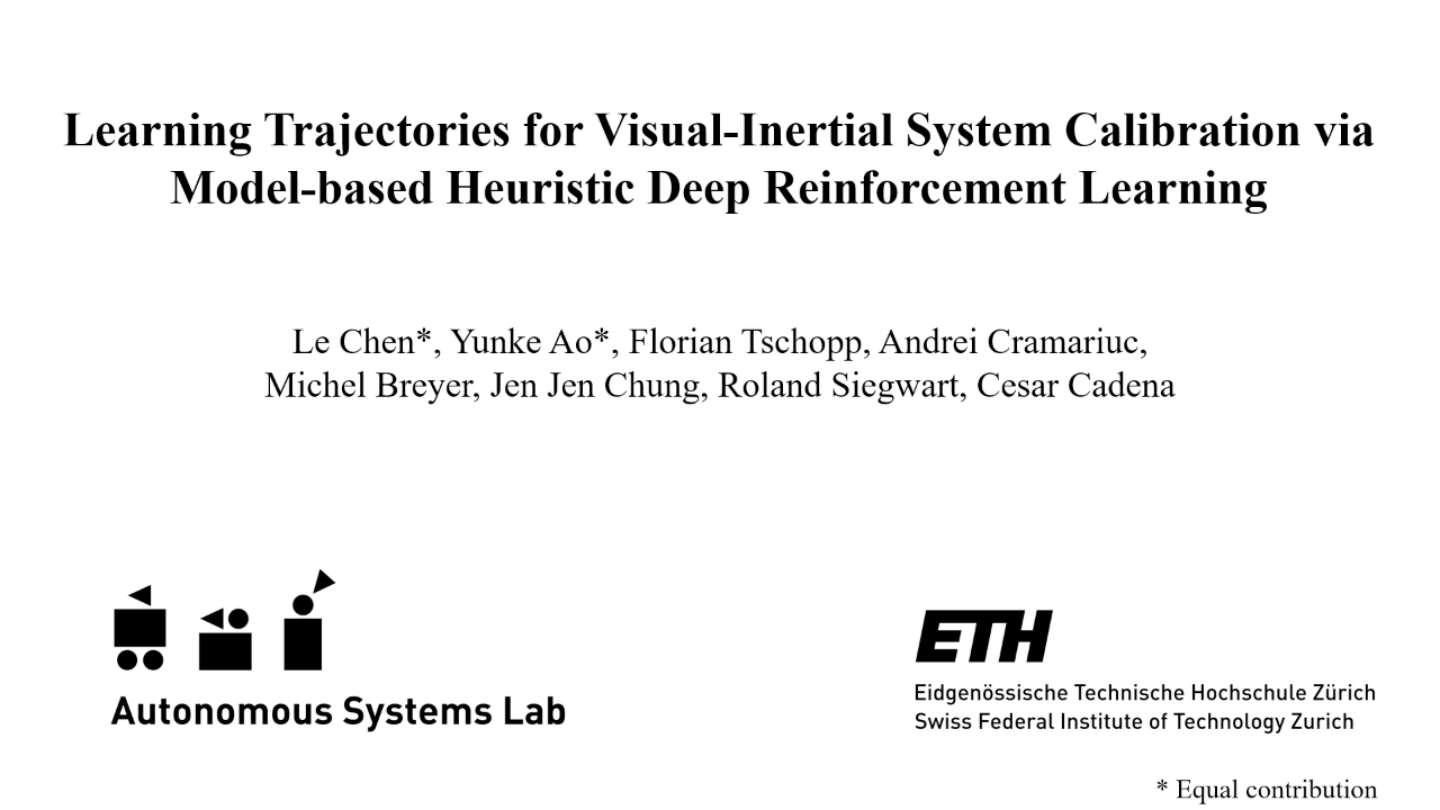 Learning Trajectories for Visual-Inertial System Calibration via
Model-based Heuristic Deep Reinforcement Learning
Le Chen*, Yunke Ao*, Florian Tschopp, Andrei Cramariuc,
Michel Breyer, Jen Jen Chung, Roland Siegwart, Cesar Cadena
Autonomous Systems Lab
ETH
Eidgenössische Technische Hochschule Zürich
Swiss Federal Institute of Technology Zurich
* Equal contribution